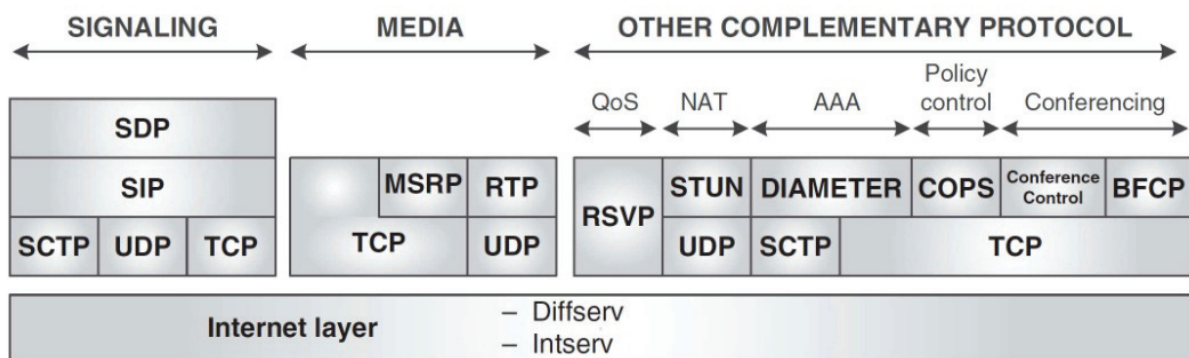 SIGNALING MEDIA OTHER COMPLEMENTARY PROTOCOL
QoS NAT AAA Policy control Conferencing
SDP
SIP MSRP RTP RSVP STUN DIAMETER COPS Conference Control BFCP
SCTP UDP TCP TCP UDP UDP SCTP TCP
Internet layer
– Diffserv
– Intserv